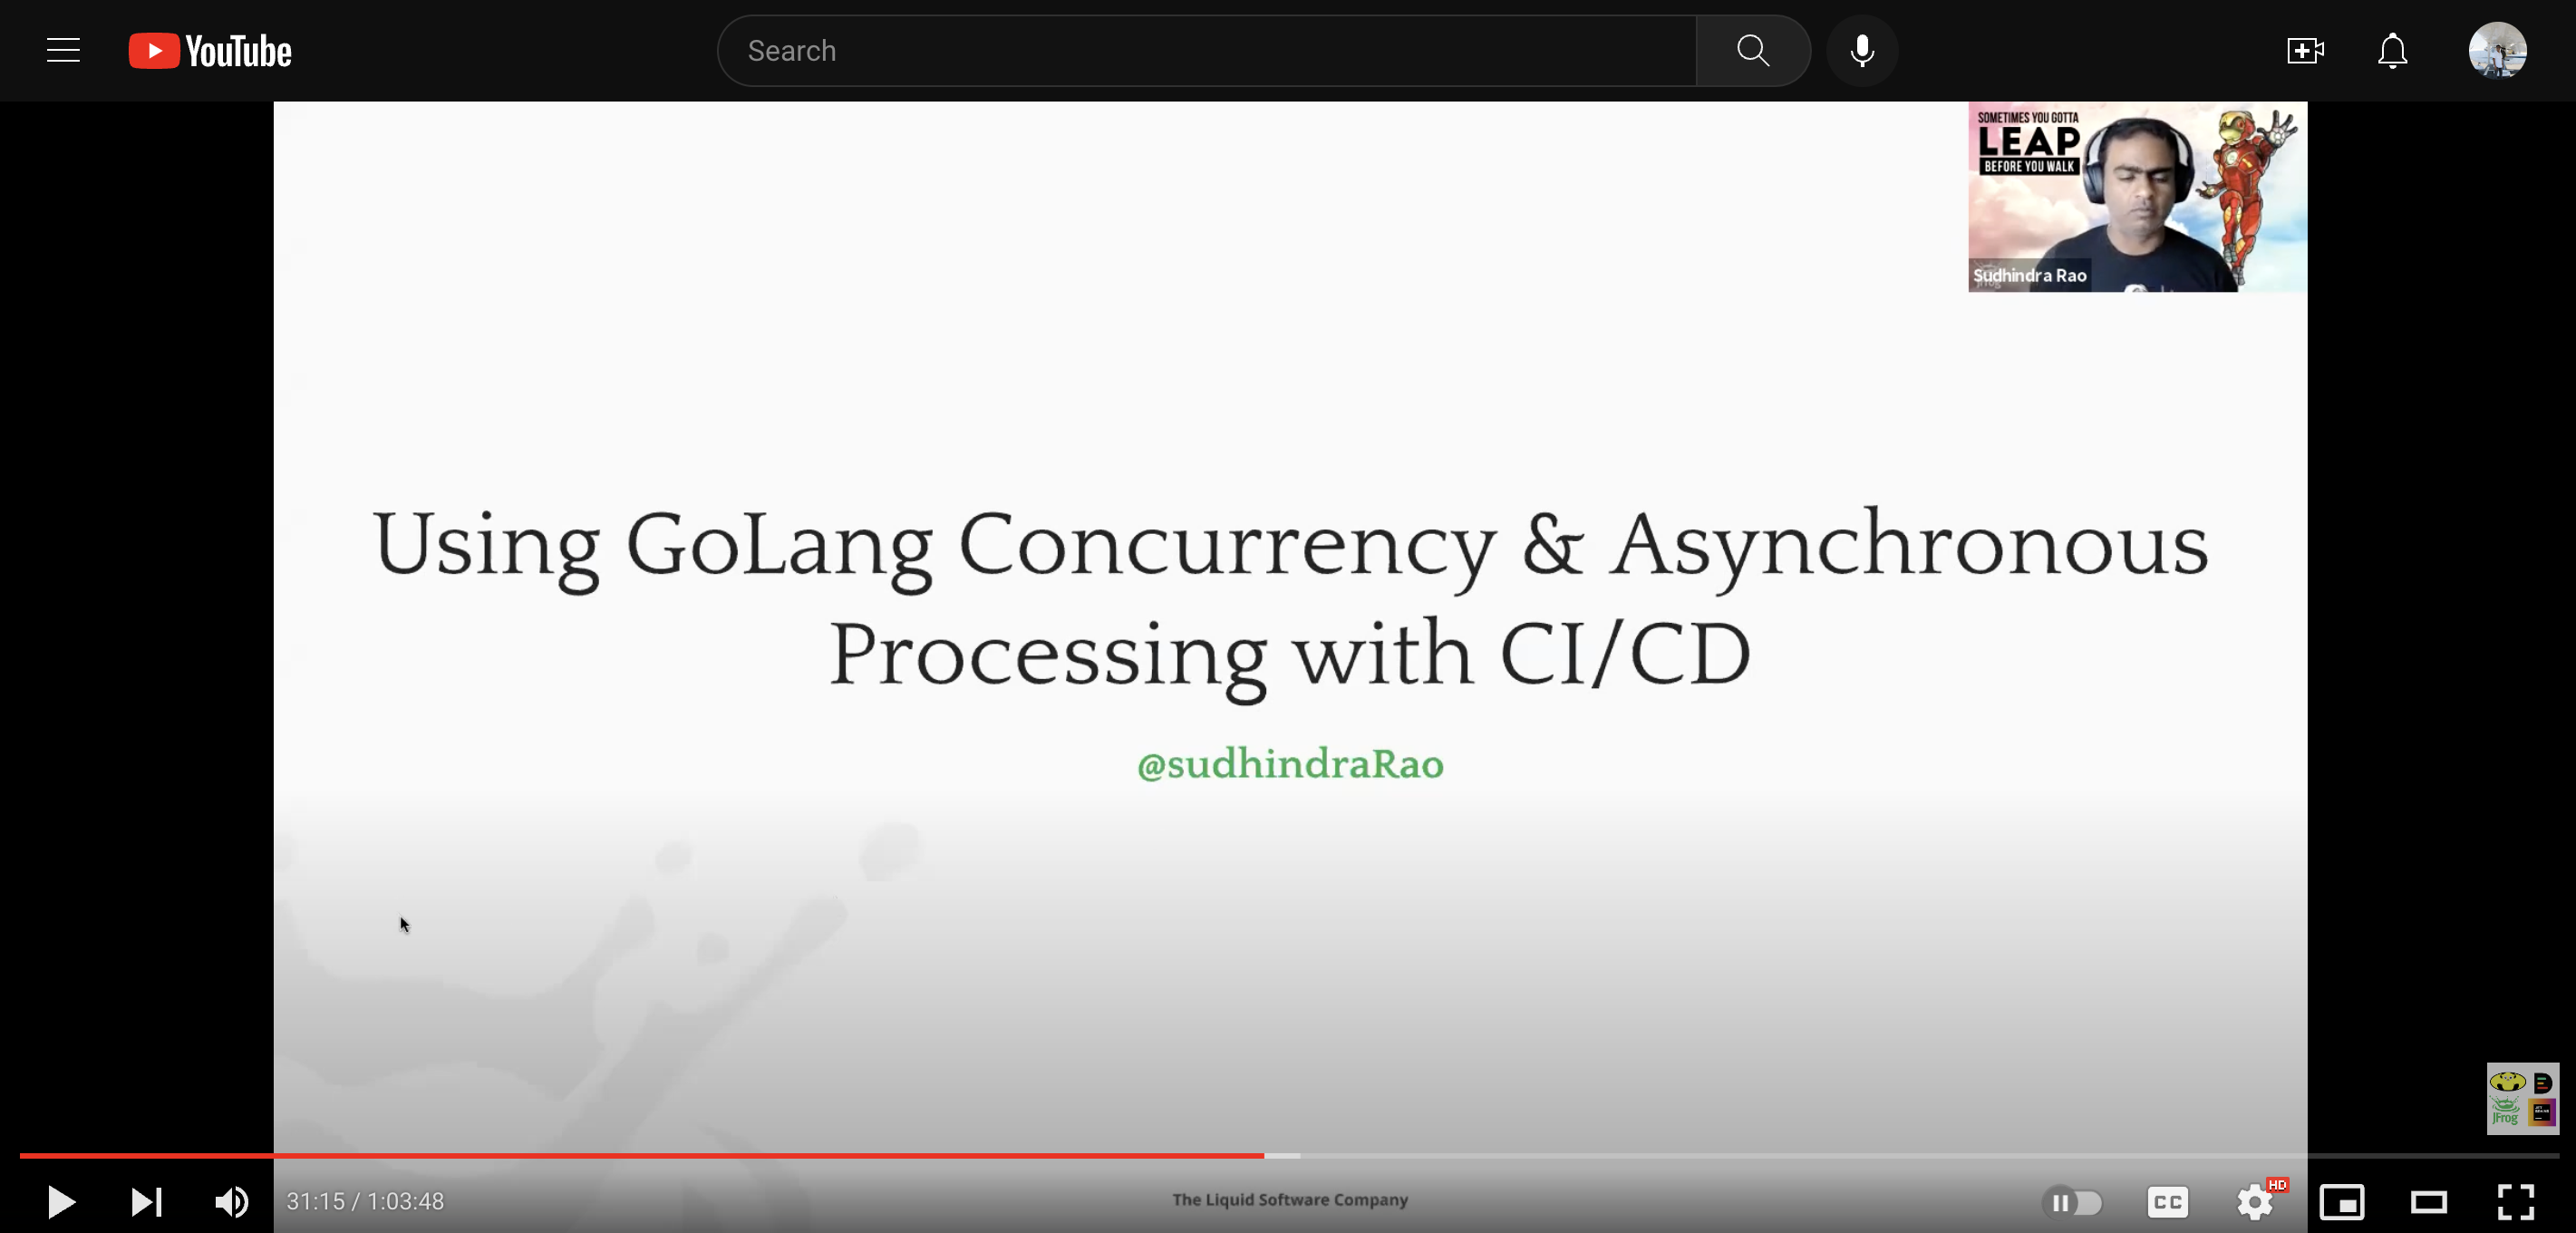 YouTube
Search
SOMETIMES YOU GOTTA
LEAP
BEFORE YOU WALK
Sudhindra Rao
Using GoLang Concurrency & Asynchronous
Processing with CI/CD
@sudhindraRao
JFrog
31:15 / 1:03:48
The Liquid Software Company
CC
HD